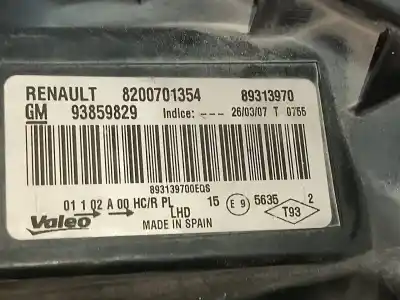 RENAULT 8200701354 89313970
GM 93859829 Indice: --- 26/03/07 T 0755
893139700EQS
01 1 02 A 00 HC/R PL 15 E 9 5635 2
Valeo LHD T93
MADE IN SPAIN